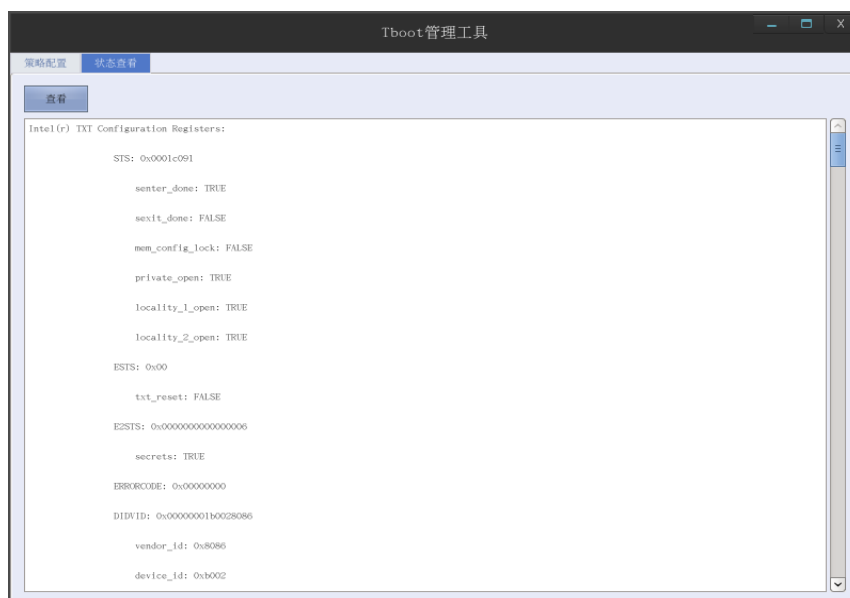 Tboot管理工具
策略配置 状态查看
查看
Intel(r) TXT Configuration Registers:
STS: 0x0001c091
senter_done: TRUE
sexit_done: FALSE
mem_config_lock: FALSE
private_open: TRUE
locality_1_open: TRUE
locality_2_open: TRUE
ESTS: 0x00
txt_reset: FALSE
E2STS: 0x0000000000000006
secrets: TRUE
ERRORCODE: 0x00000000
DIDVID: 0x00000001b0028086
vendor_id: 0x8086
device_id: 0xb002